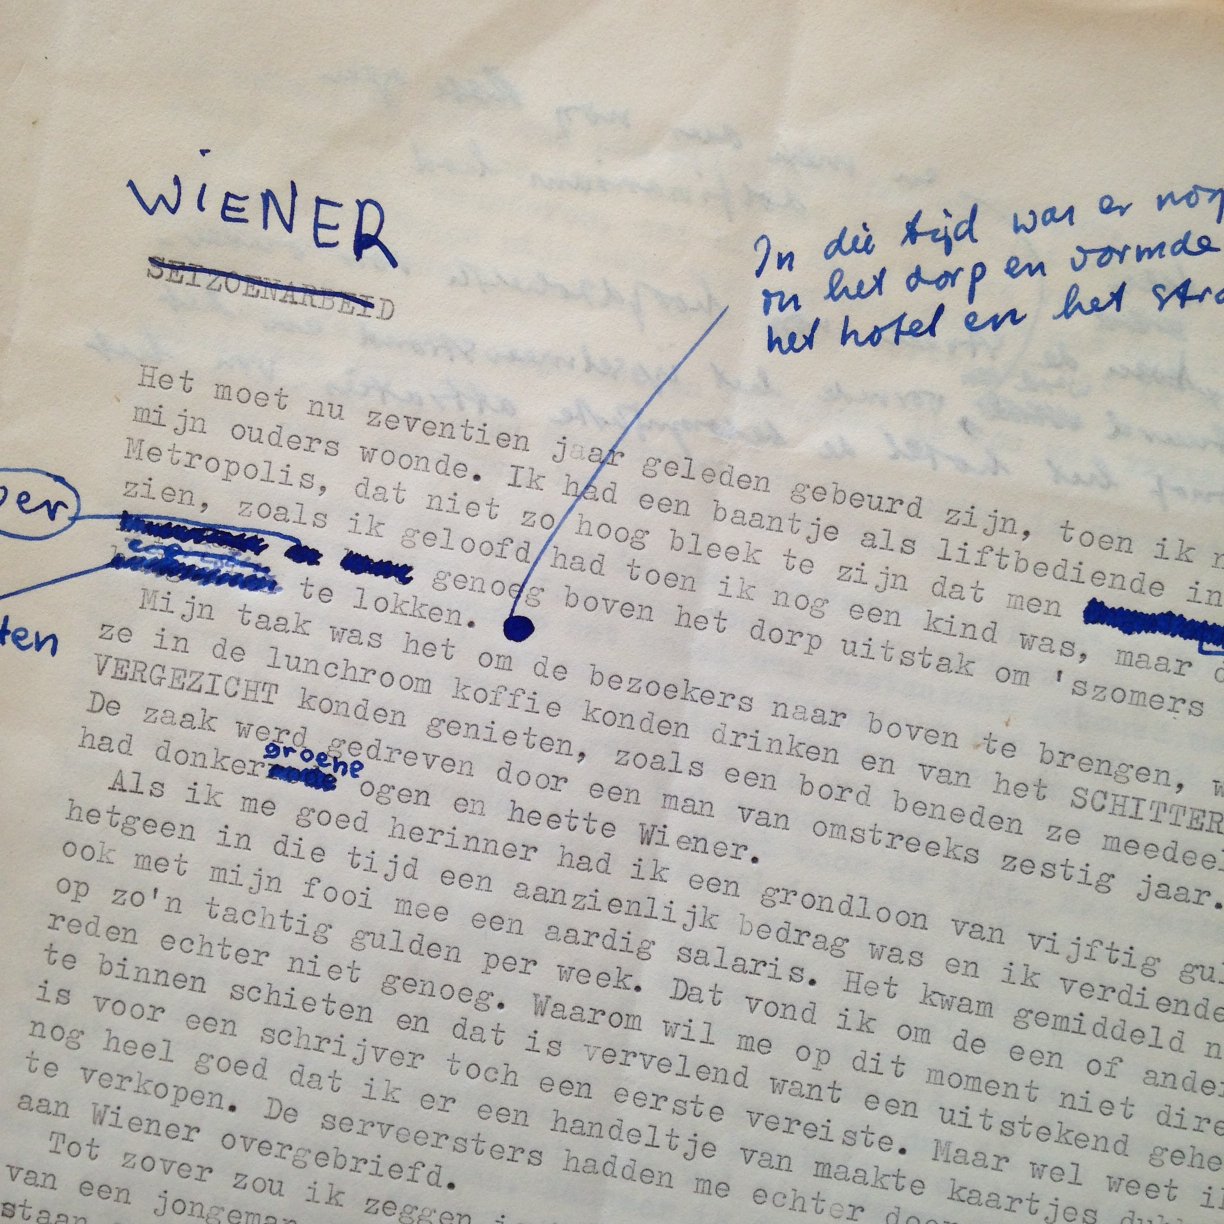 WIENER
SEIZOENARBEID
In die tijd was er nog
in het dorp en vormde
het hotel en het stra
Het moet nu zeventien jaar geleden gebeurd zijn, toen ik n
mijn ouders woonde. Ik had een baantje als liftbediende in
Metropolis, dat niet zo hoog bleek te zijn dat men
zien, zoals ik geloofd had toen ik nog een kind was, maar d
genoeg boven het dorp uitstak om 'szomers
te lokken.
ber
ten
Mijn taak was het om de bezoekers naar boven te brengen, w
ze in de lunchroom koffie konden drinken en van het SCHITTER
VERGEZICHT konden genieten, zoals een bord beneden ze meedeel
De zaak werd gedreven door een man van omstreeks zestig jaar.
groene
had donker ogen en heette Wiener.
Als ik me goed herinner had ik een grondloon van vijftig gul
hetgeen in die tijd een aanzienlijk bedrag was en ik verdiende
ook met mijn fooi mee een aardig salaris. Het kwam gemiddeld n
op zo'n tachtig gulden per week. Dat vond ik om de een of ander
reden echter niet genoeg. Waarom wil me op dit moment niet dire
te binnen schieten en dat is vervelend want een uitstekend gehe
is voor een schrijver toch een eerste vereiste. Maar wel weet i
nog heel goed dat ik er een handeltje van maakte kaartjes dub
te verkopen. De serveersters hadden me echter door
aan Wiener overgebriefd.
Tot zover zou ik zeggen
van een jongeman
staan